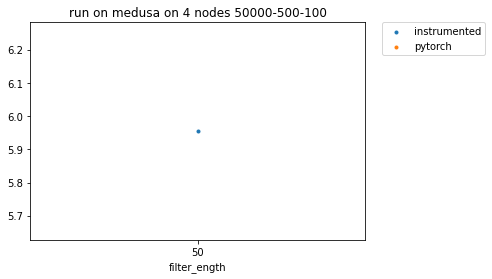 run on medusa on 4 nodes 50000-500-100
instrumented
pytorch
6.2
6.1
6.0
5.9
5.8
5.7
50
filter_ength